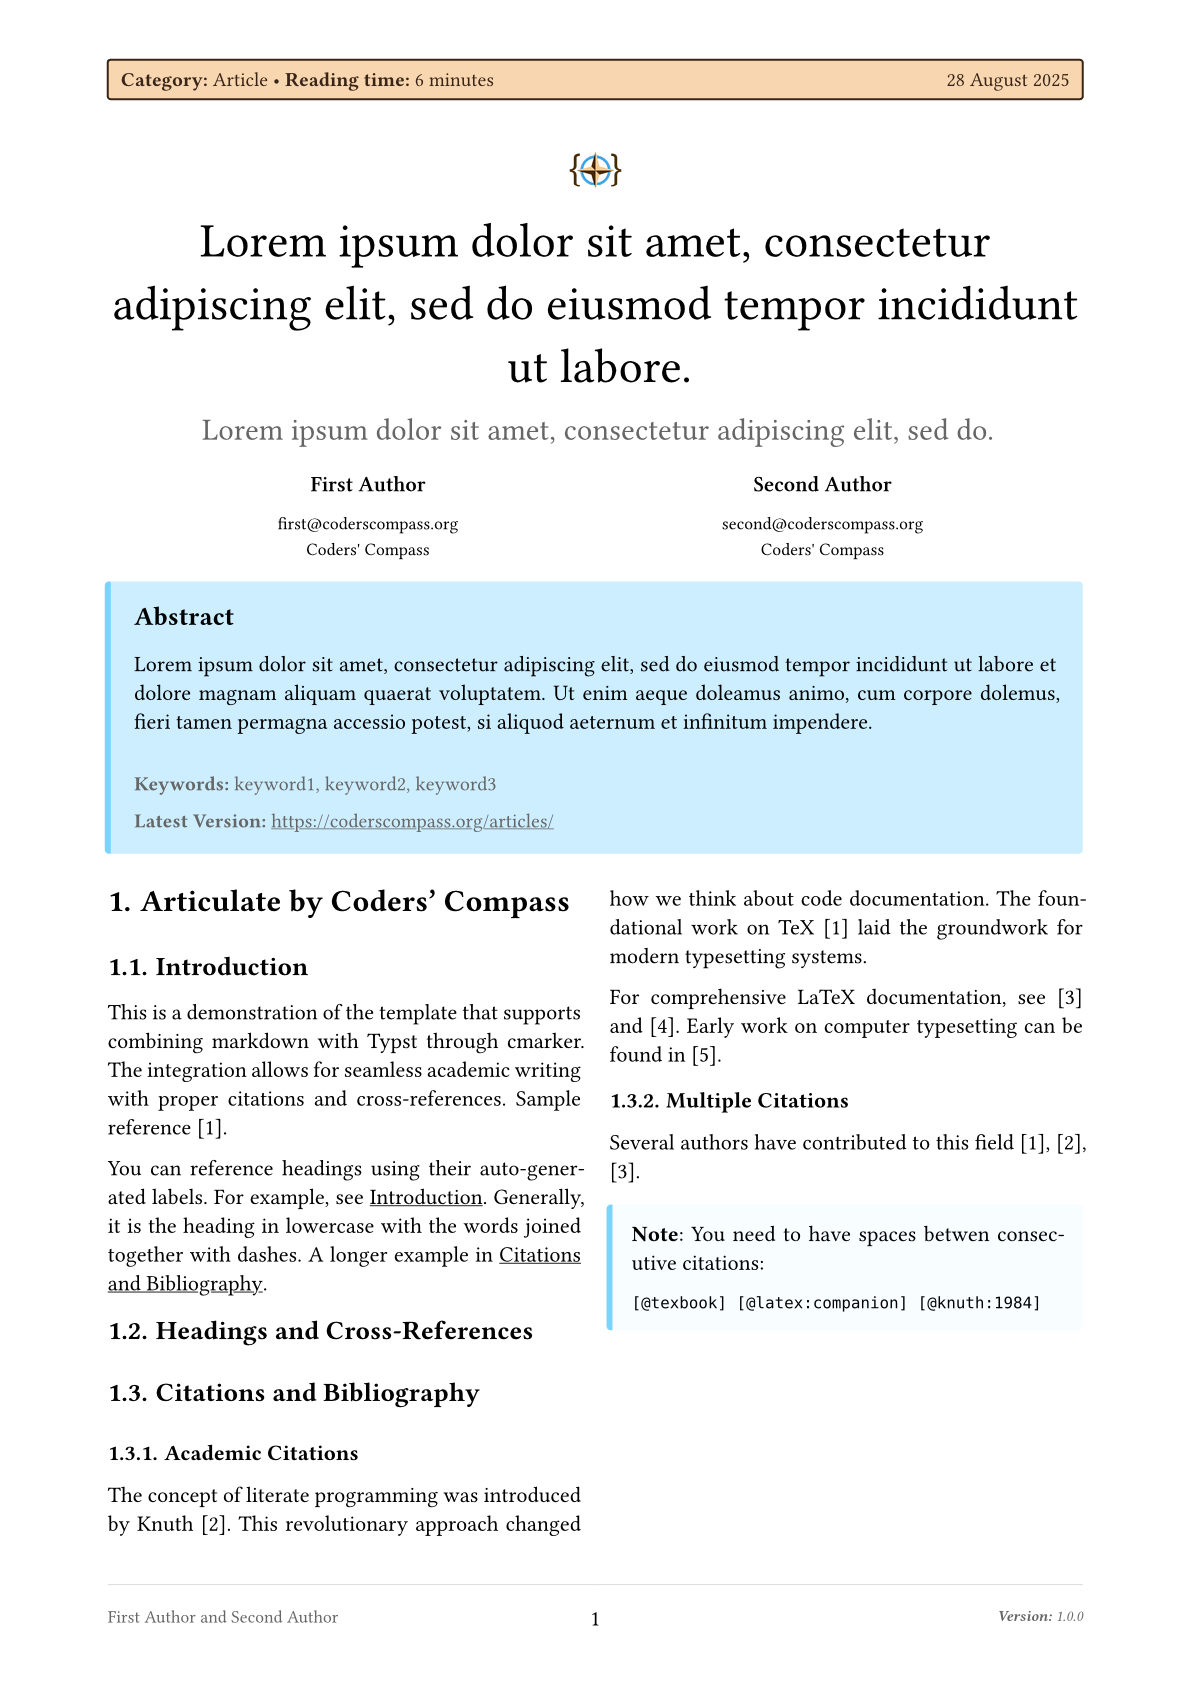 Category: Article • Reading time: 6 minutes
28 August 2025
Lorem ipsum dolor sit amet, consectetur
adipiscing elit, sed do eiusmod tempor incididunt
ut labore.
Lorem ipsum dolor sit amet, consectetur adipiscing elit, sed do.
First Author
first@coderscompass.org
Coders' Compass
Second Author
second@coderscompass.org
Coders' Compass
Abstract
Lorem ipsum dolor sit amet, consectetur adipiscing elit, sed do eiusmod tempor incididunt ut labore et
dolore magnam aliquam quaerat voluptatem. Ut enim aeque doleamus animo, cum corpore dolemus,
fieri tamen permagna accessio potest, si aliquod aeternum et infinitum impendere.
Keywords: keyword1, keyword2, keyword3
Latest Version: https://coderscompass.org/articles/
1. Articulate by Coders’ Compass
1.1. Introduction
This is a demonstration of the template that supports
combining markdown with Typst through cmarker.
The integration allows for seamless academic writing
with proper citations and cross-references. Sample
reference [1].
You can reference headings using their auto-gener-
ated labels. For example, see Introduction. Generally,
it is the heading in lowercase with the words joined
together with dashes. A longer example in Citations
and Bibliography.
1.2. Headings and Cross-References
1.3. Citations and Bibliography
1.3.1. Academic Citations
The concept of literate programming was introduced
by Knuth [2]. This revolutionary approach changed
how we think about code documentation. The foun-
dational work on TeX [1] laid the groundwork for
modern typesetting systems.
For comprehensive LaTeX documentation, see [3]
and [4]. Early work on computer typesetting can be
found in [5].
1.3.2. Multiple Citations
Several authors have contributed to this field [1], [2],
[3].
Note: You need to have spaces betwen consec-
utive citations:
[@texbook] [@latex:companion] [@knuth:1984]
First Author and Second Author
1
Version: 1.0.0